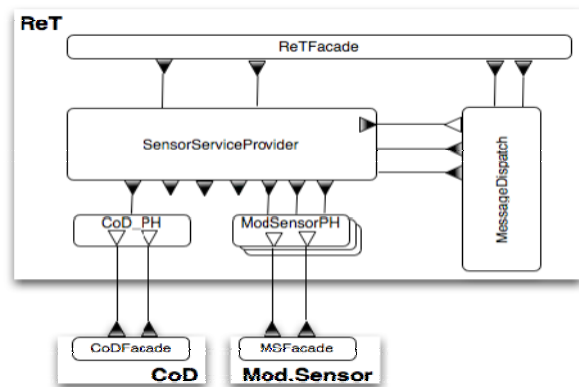 ReT
ReTFacade
SensorServiceProvider
MessageDispatch
CoD_PH
ModSensorPH
CoDFacade
MSFacade
CoD
Mod.Sensor